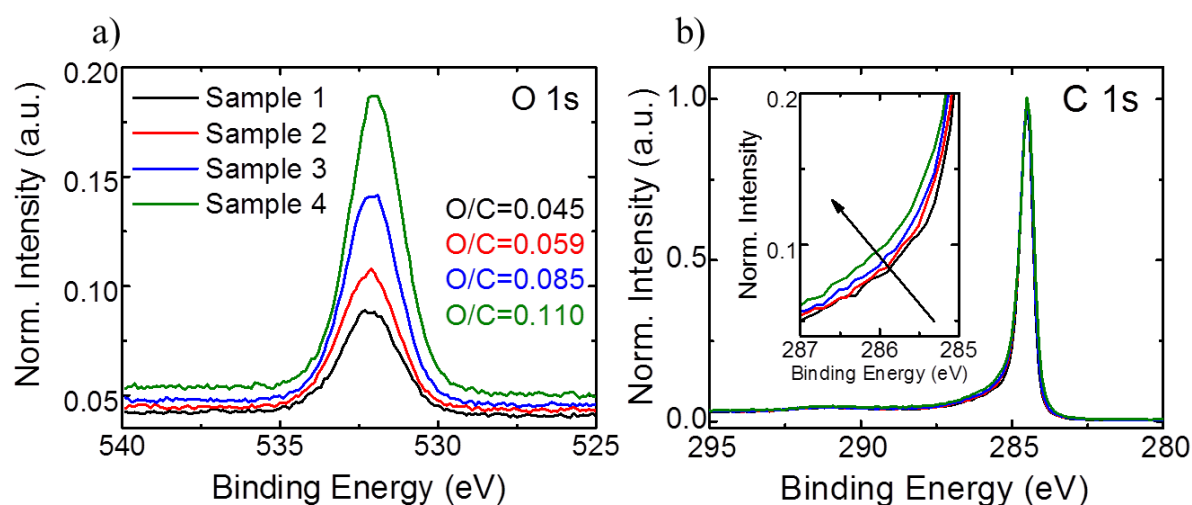 a)
O 1s
Sample 1
Sample 2
Sample 3
Sample 4
O/C=0.045
O/C=0.059
O/C=0.085
O/C=0.110
Norm. Intensity (a.u.)
0.20
0.15
0.10
0.05
540
535
530
525
Binding Energy (eV)
b)
C 1s
Norm. Intensity (a.u.)
1.0
0.5
0.0
295
290
285
280
Binding Energy (eV)
Norm. Intensity
0.2
0.1
287
286
285
Binding Energy (eV)